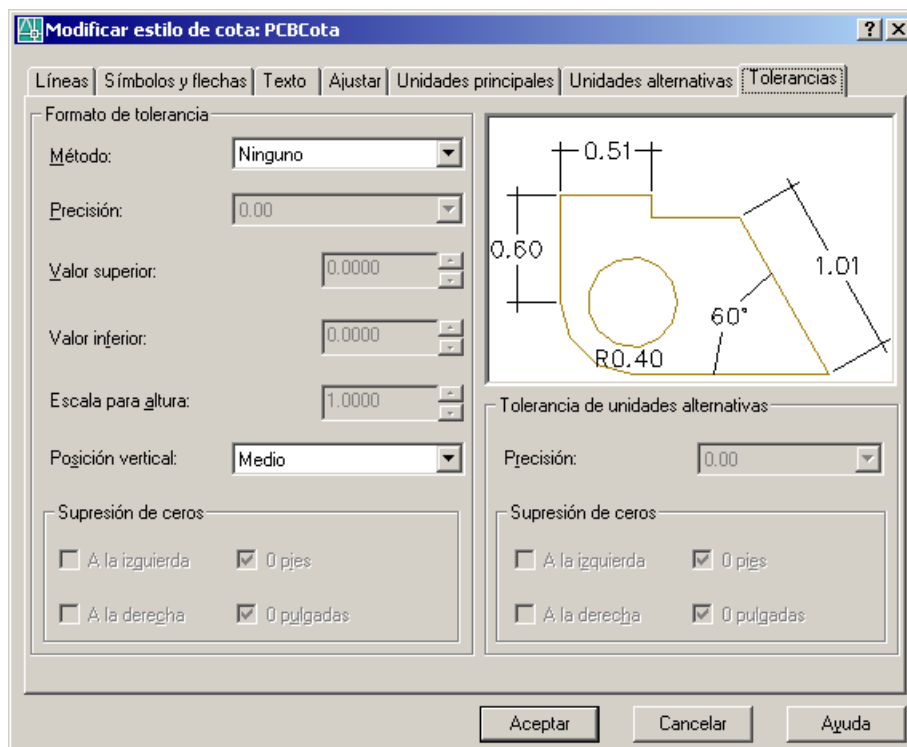 Modificar estilo de cota: PCBCota
Líneas Símbolos y flechas Texto Ajustar Unidades principales Unidades alternativas Tolerancias
Formato de tolerancia
Método: Ninguno
Precisión: 0.00
Valor superior: 0.0000
Valor inferior: 0.0000
Escala para altura: 1.0000
Posición vertical: Medio
Supresión de ceros
A la izquierda 0 pies
A la derecha 0 pulgadas
0.51
0.60
1.01
60°
R0.40
Tolerancia de unidades alternativas
Precisión: 0.00
Supresión de ceros
A la izquierda 0 pies
A la derecha 0 pulgadas
Aceptar Cancelar Ayuda